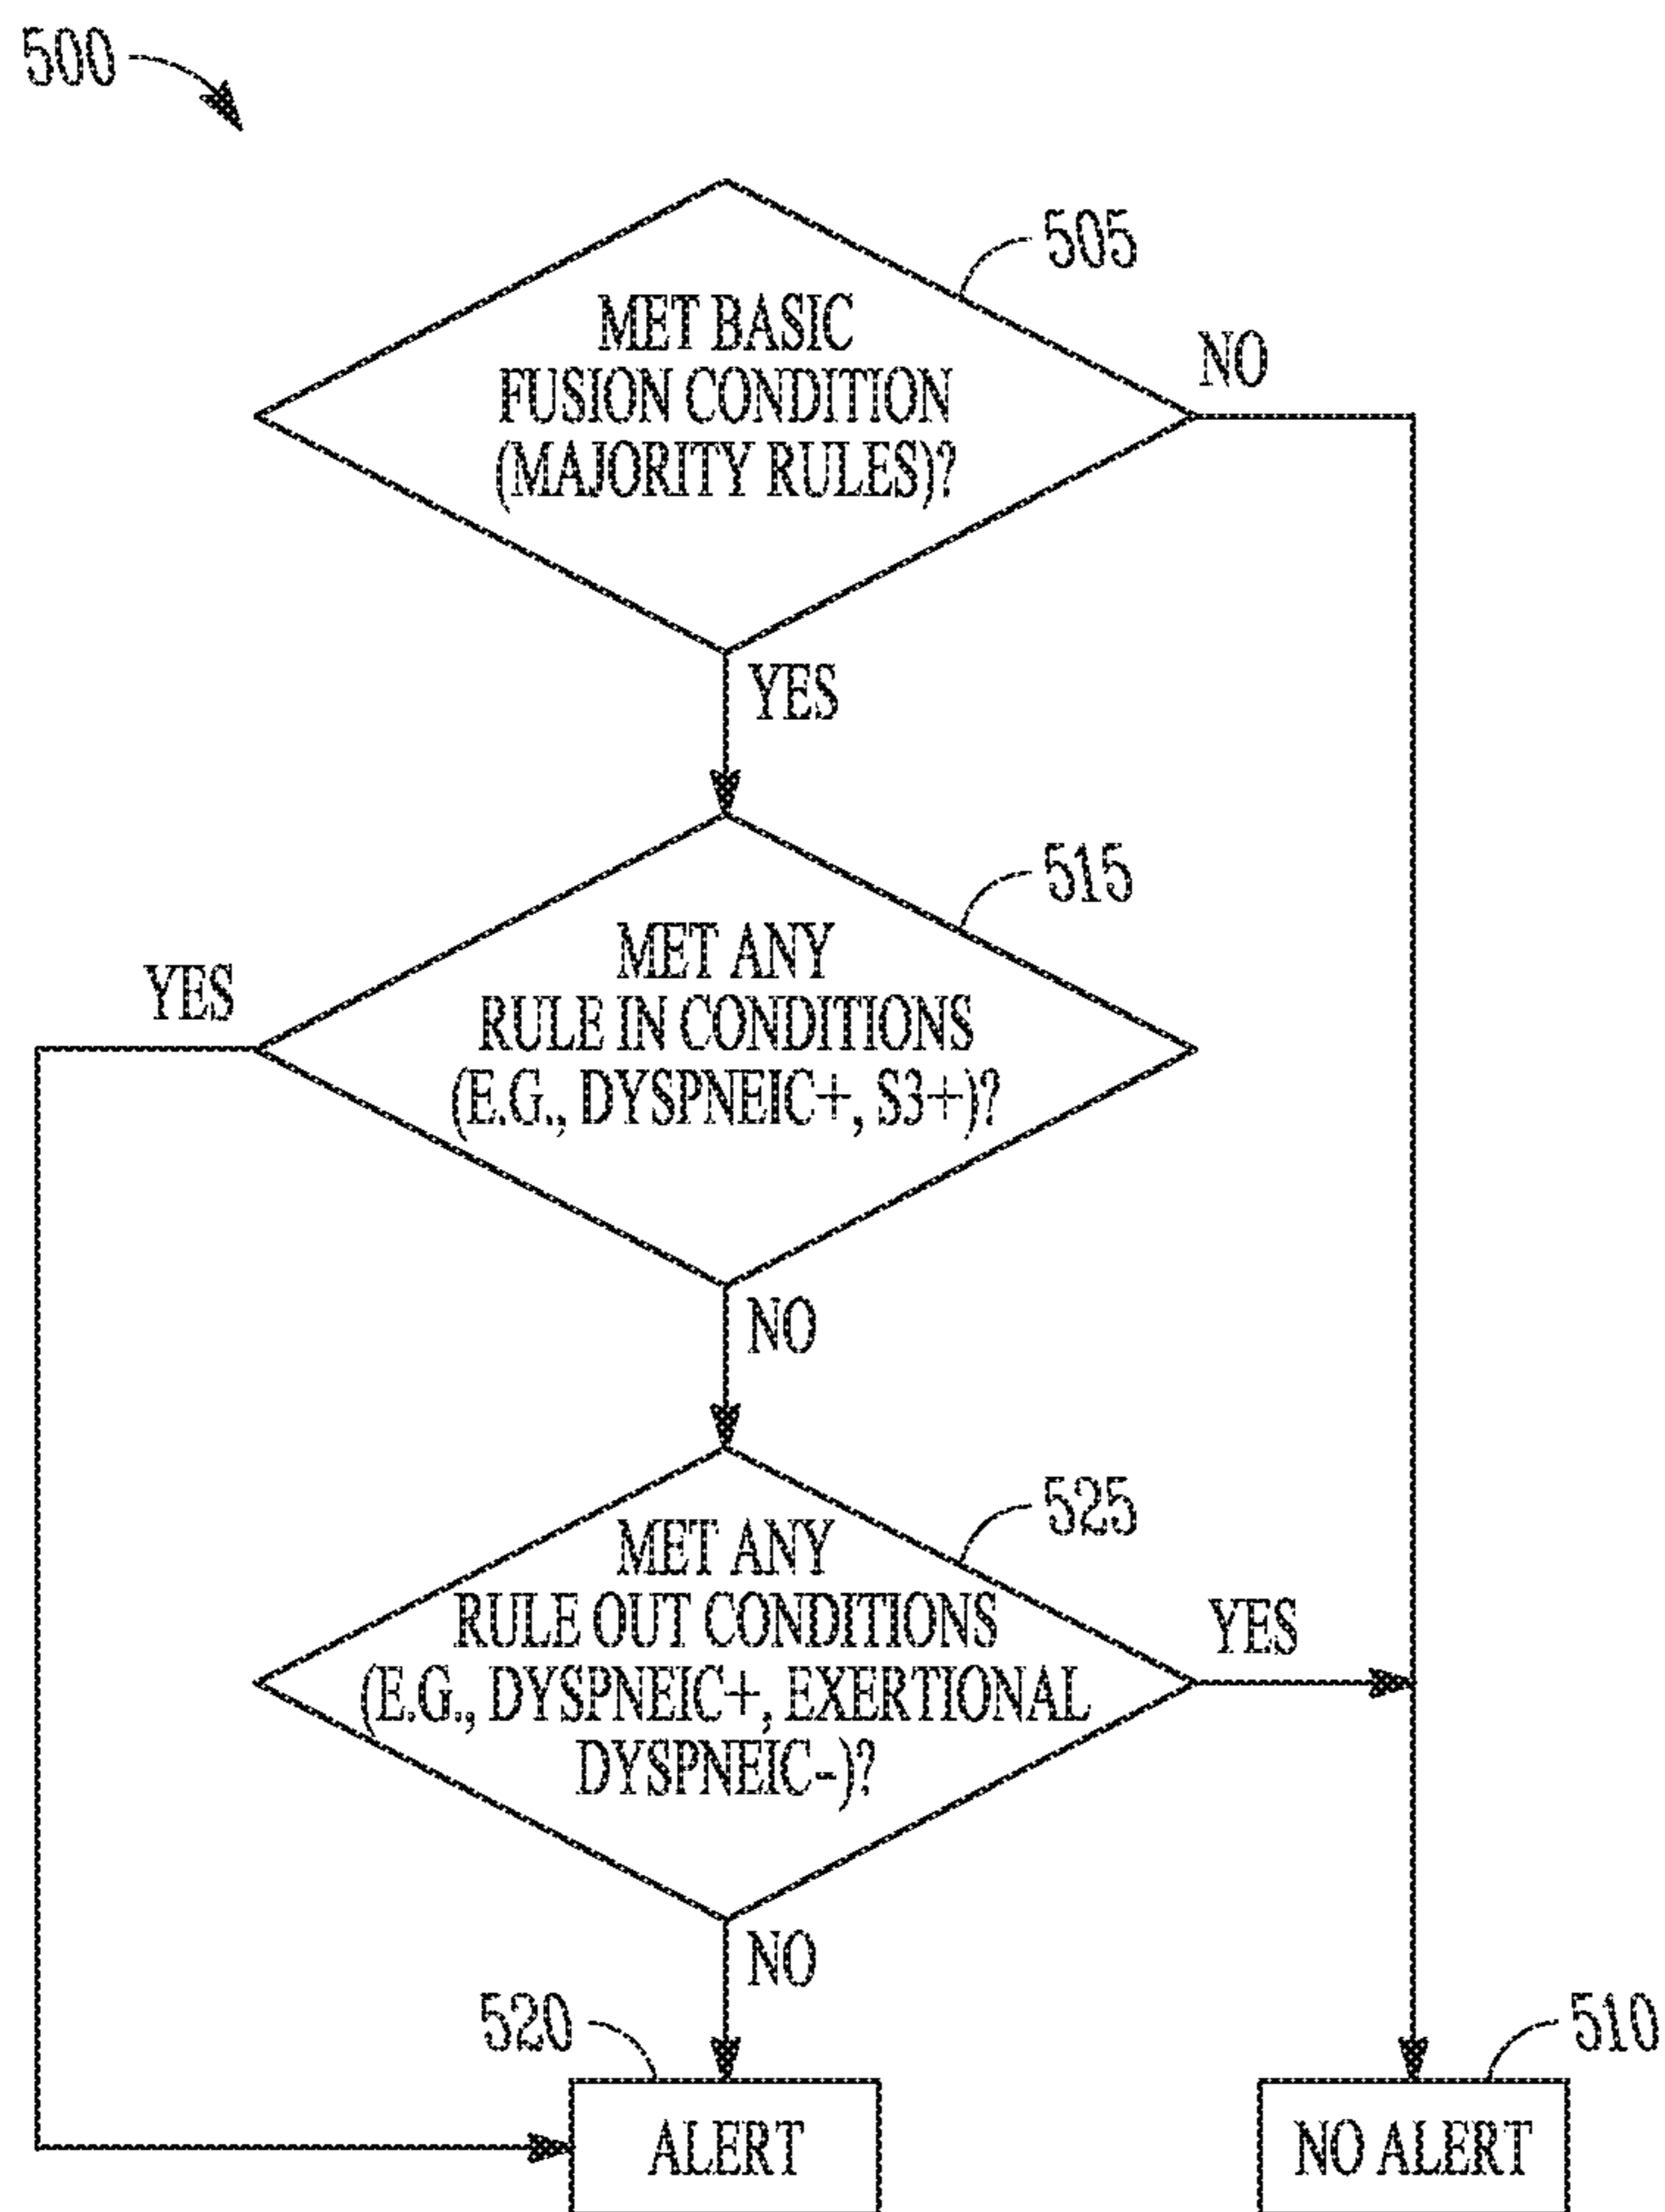 500
505
MET BASIC
FUSION CONDITION
(MAJORITY RULES)?
NO
YES
515
MET ANY
RULE IN CONDITIONS
(E.G., DYSPNEIC+, S3+)?
YES
NO
525
MET ANY
RULE OUT CONDITIONS
(E.G., DYSPNEIC+, EXERTIONAL
DYSPNEIC-)?
YES
NO
520
510
ALERT
NO ALERT